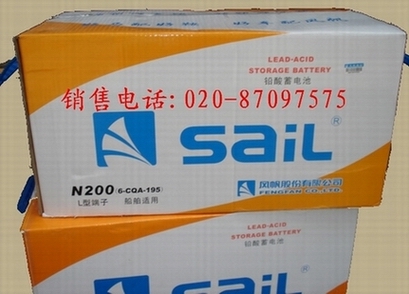 LEAD-ACID
STORAGE BATTERY
铅酸蓄电池
销售电话: 020-87097575
SaiL®
N200 (6-CQA-195)
L型端子 船舶适用
风帆股份有限公司
FENGFAN CO.,LTD.
LEAD-ACID
STORAGE BATTERY
铅酸蓄电池
SaiL